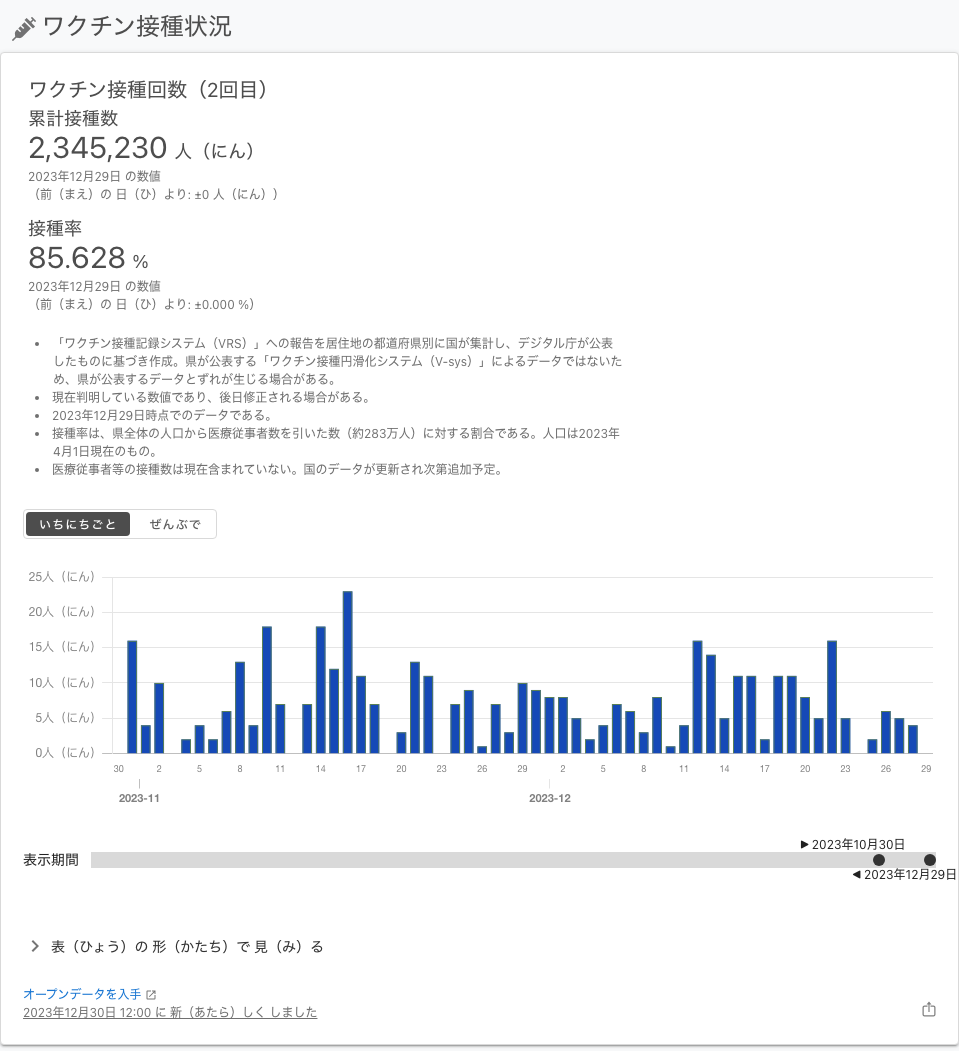 ワクチン接種状況
ワクチン接種回数（2回目）
累計接種数
2,345,230 人（にん）
2023年12月29日 の数値
（前（まえ）の 日（ひ）より: ±0 人（にん））
接種率
85.628 %
2023年12月29日 の数値
（前（まえ）の 日（ひ）より: ±0.000 %）
「ワクチン接種記録システム（VRS）」への報告を居住地の都道府県別に国が集計し、デジタル庁が公表
したものに基づき作成。県が公表する「ワクチン接種円滑化システム（V-sys）」によるデータではないた
め、県が公表するデータとずれが生じる場合がある。
現在判明している数値であり、後日修正される場合がある。
2023年12月29日時点でのデータである。
接種率は、県全体の人口から医療従事者数を引いた数（約283万人）に対する割合である。人口は2023年
4月1日現在のもの。
医療従事者等の接種数は現在含まれていない。国のデータが更新され次第追加予定。
いちにちごと ぜんぶで
25人（にん）
20人（にん）
15人（にん）
10人（にん）
5人（にん）
0人（にん）
30 2 5 8 11 14 17 20 23 26 29 2 5 8 11 14 17 20 23 26 29
2023-11 2023-12
▶ 2023年10月30日
表示期間
◀ 2023年12月29日
表（ひょう）の 形（かたち）で 見（み）る
オープンデータを入手
2023年12月30日 12:00 に 新（あたら）しく しました